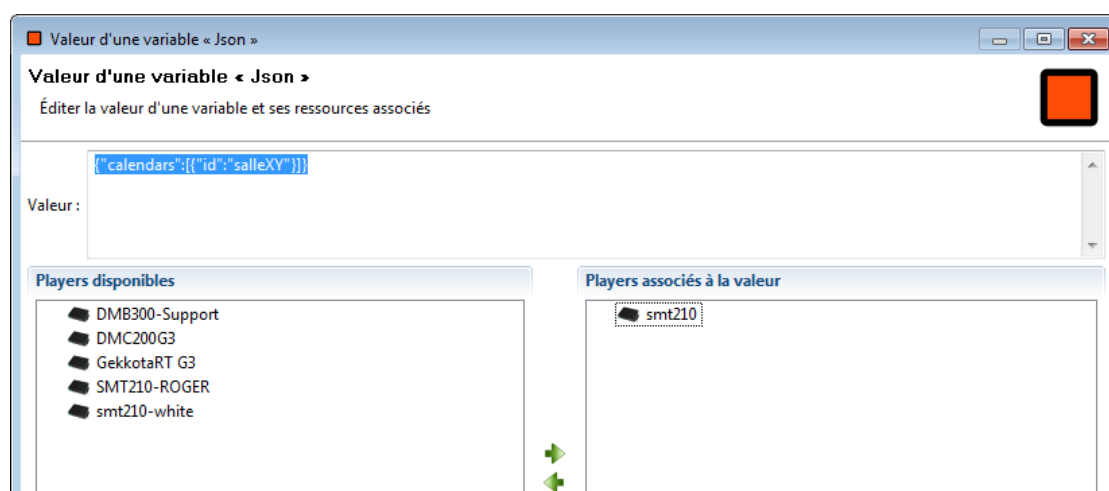 Valeur d'une variable « Json »
Valeur d'une variable « Json »
Éditer la valeur d'une variable et ses ressources associés
{"calendars":[{"id":"salleXY"}]}
Valeur :
Players disponibles
DMB300-Support
DMC200G3
GekkotaRT G3
SMT210-ROGER
smt210-white
Players associés à la valeur
smt210